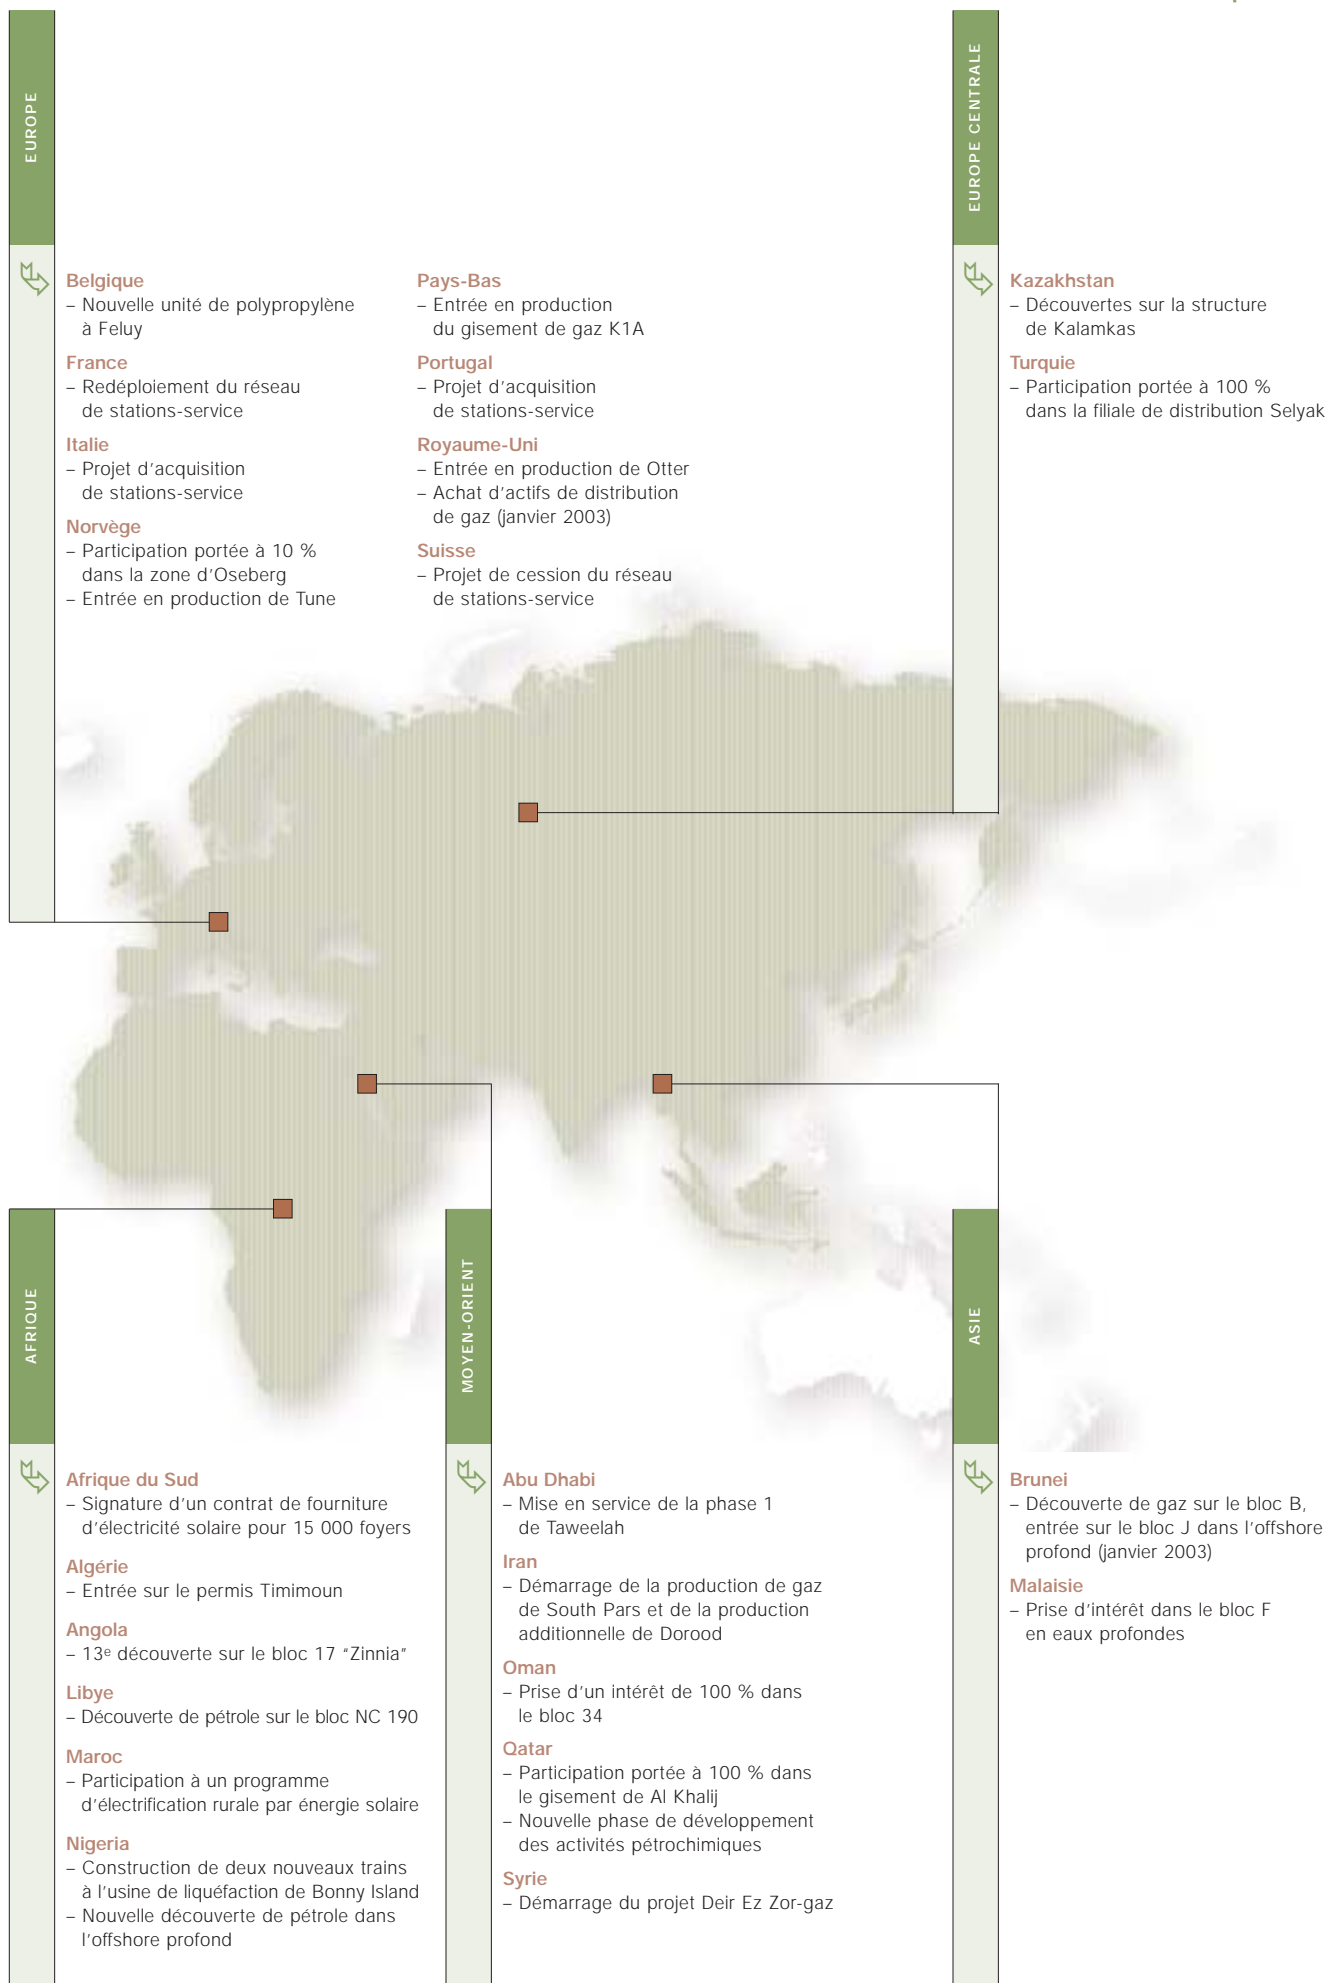 EUROPE
Belgique
– Nouvelle unité de polypropylène
à Feluy
France
– Redéploiement du réseau
de stations-service
Italie
– Projet d'acquisition
de stations-service
Norvège
– Participation portée à 10 %
dans la zone d'Oseberg
– Entrée en production de Tune
Pays-Bas
– Entrée en production
du gisement de gaz K1A
Portugal
– Projet d'acquisition
de stations-service
Royaume-Uni
– Entrée en production de Otter
– Achat d'actifs de distribution
de gaz (janvier 2003)
Suisse
– Projet de cession du réseau
de stations-service
EUROPE CENTRALE
Kazakhstan
– Découvertes sur la structure
de Kalamkas
Turquie
– Participation portée à 100 %
dans la filiale de distribution Selyak
AFRIQUE
Afrique du Sud
– Signature d'un contrat de fourniture
d'électricité solaire pour 15 000 foyers
Algérie
– Entrée sur le permis Timimoun
Angola
– 13e découverte sur le bloc 17 "Zinnia"
Libye
– Découverte de pétrole sur le bloc NC 190
Maroc
– Participation à un programme
d'électrification rurale par énergie solaire
Nigeria
– Construction de deux nouveaux trains
à l'usine de liquéfaction de Bonny Island
– Nouvelle découverte de pétrole dans
l'offshore profond
MOYEN-ORIENT
Abu Dhabi
– Mise en service de la phase 1
de Taweelah
Iran
– Démarrage de la production de gaz
de South Pars et de la production
additionnelle de Dorood
Oman
– Prise d'un intérêt de 100 % dans
le bloc 34
Qatar
– Participation portée à 100 % dans
le gisement de Al Khalij
– Nouvelle phase de développement
des activités pétrochimiques
Syrie
– Démarrage du projet Deir Ez Zor-gaz
ASIE
Brunei
– Découverte de gaz sur le bloc B,
entrée sur le bloc J dans l'offshore
profond (janvier 2003)
Malaisie
– Prise d'intérêt dans le bloc F
en eaux profondes